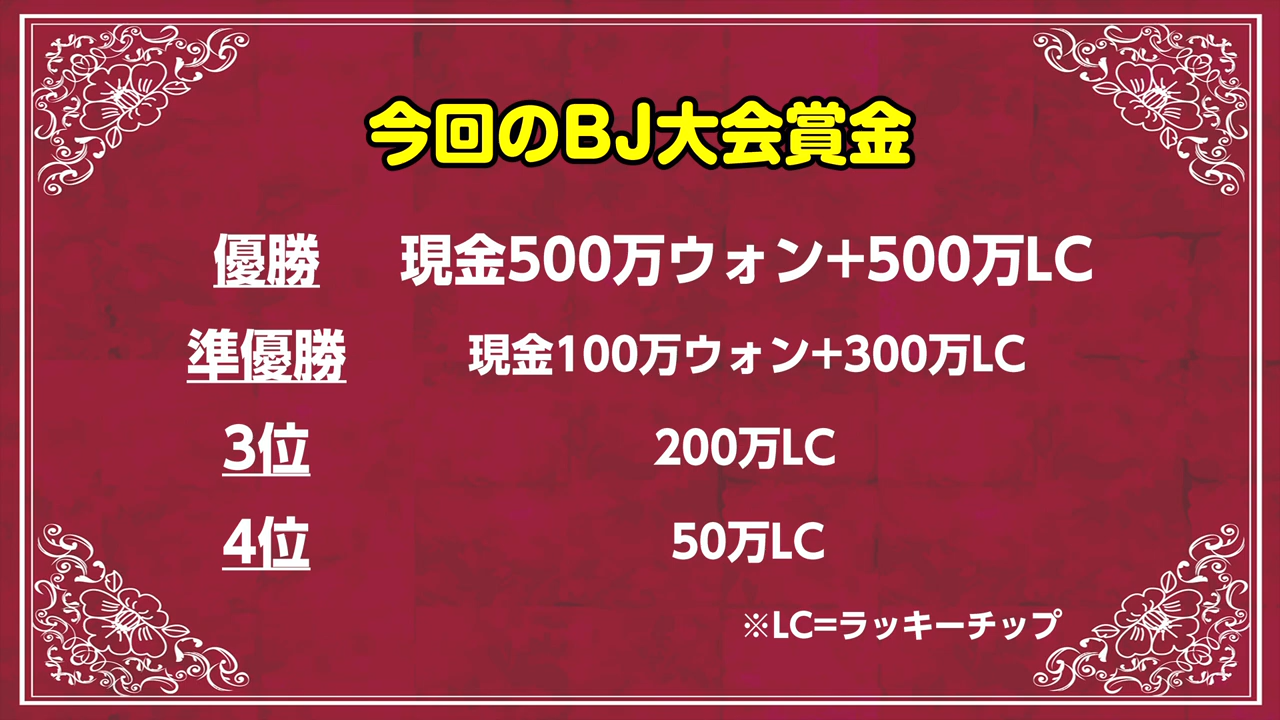 今回のBJ大会賞金
優勝 現金500万ウォン+500万LC
準優勝 現金100万ウォン+300万LC
3位 200万LC
4位 50万LC
※LC=ラッキーチップ